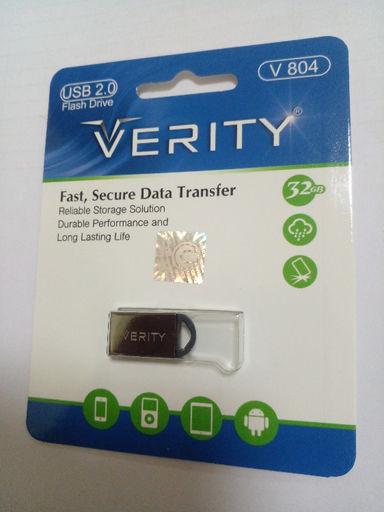 USB 2.0
Flash Drive
V 804
VERITY®
Fast, Secure Data Transfer
Reliable Storage Solution
Durable Performance and
Long Lasting Life
32GB
VERITY